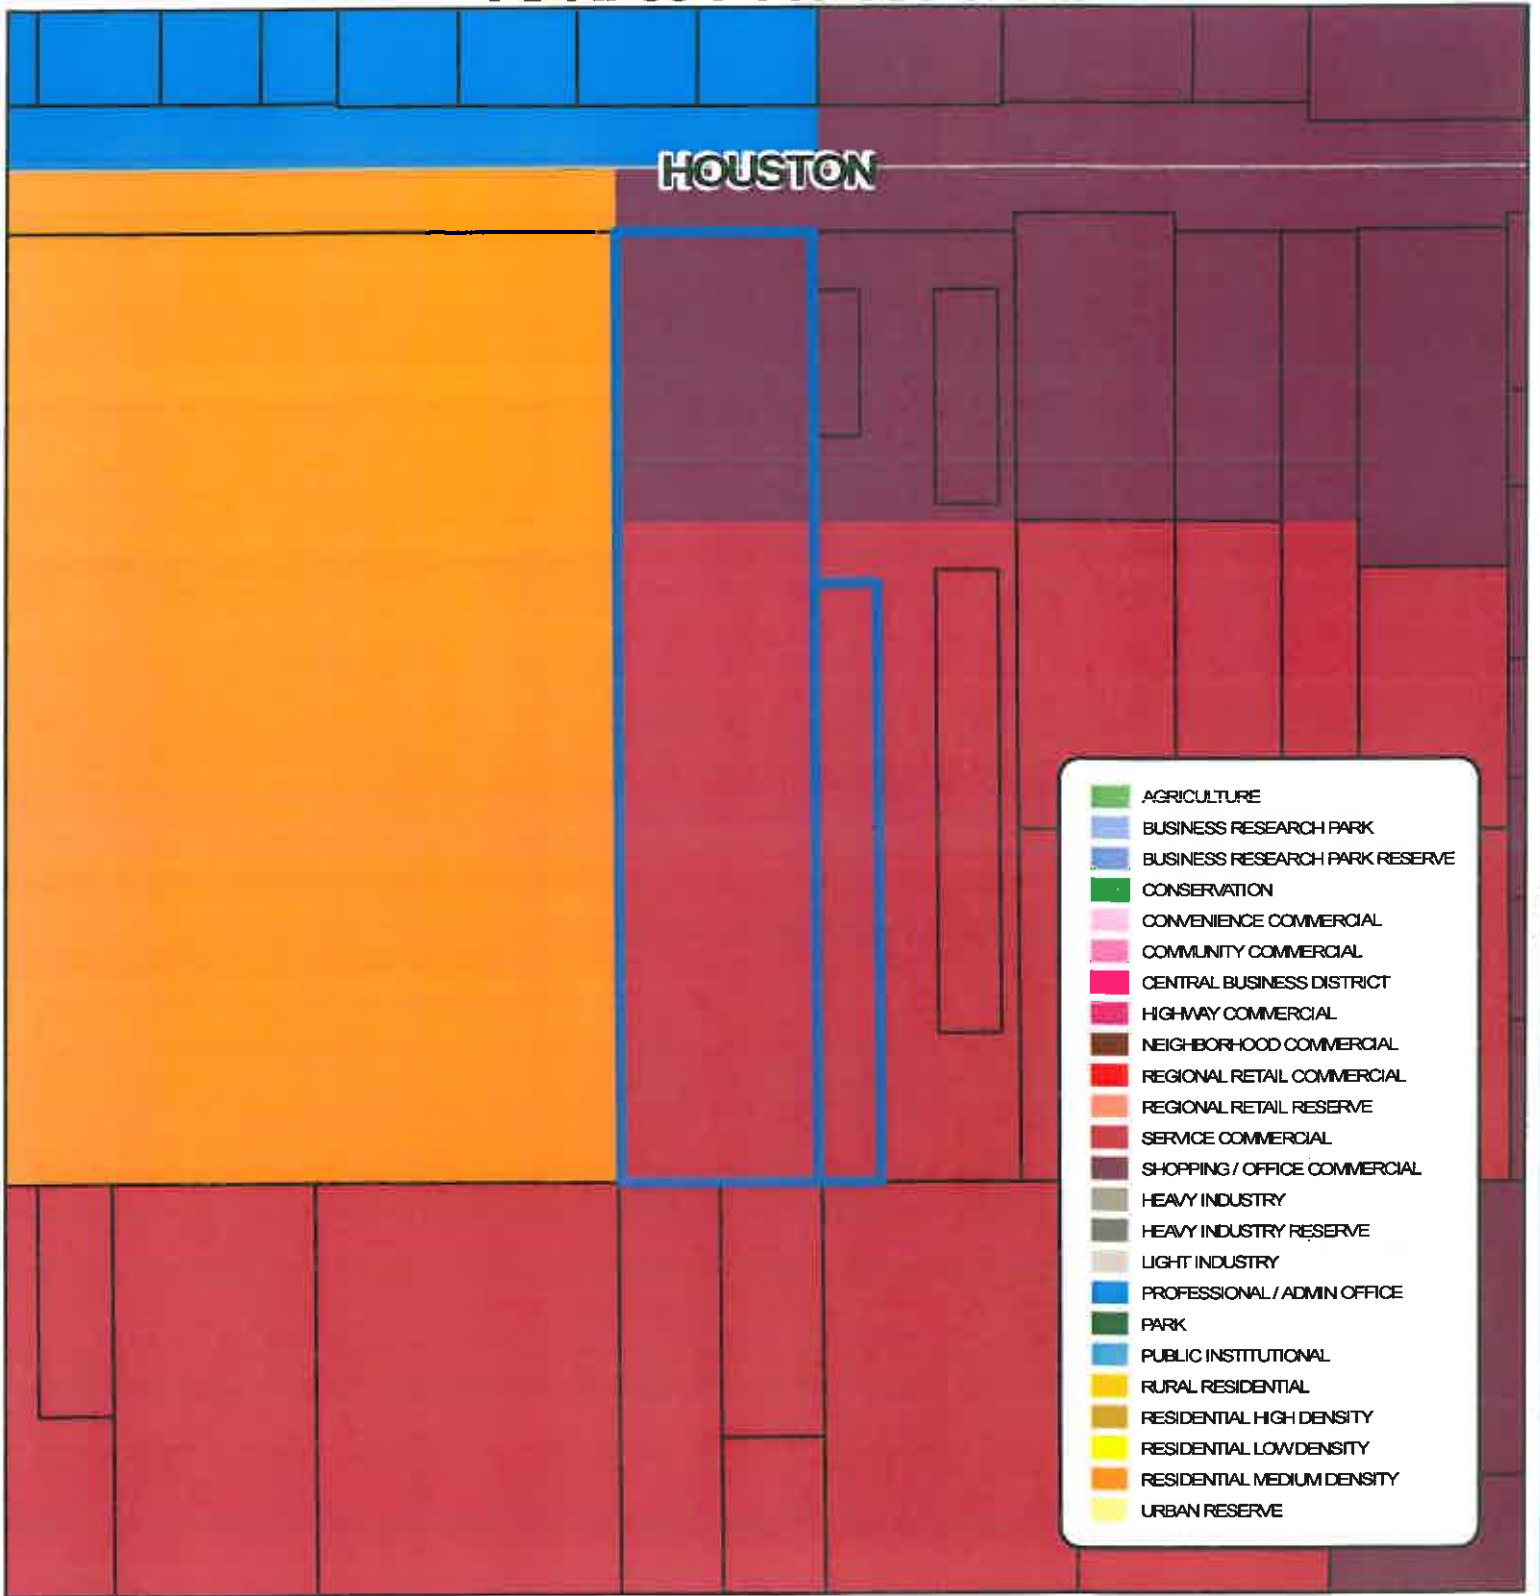 HOUSTON
AGRICULTURE
BUSINESS RESEARCH PARK
BUSINESS RESEARCH PARK RESERVE
CONSERVATION
CONVENIENCE COMMERCIAL
COMMUNITY COMMERCIAL
CENTRAL BUSINESS DISTRICT
HIGHWAY COMMERCIAL
NEIGHBORHOOD COMMERCIAL
REGIONAL RETAIL COMMERCIAL
REGIONAL RETAIL RESERVE
SERVICE COMMERCIAL
SHOPPING / OFFICE COMMERCIAL
HEAVY INDUSTRY
HEAVY INDUSTRY RESERVE
LIGHT INDUSTRY
PROFESSIONAL / ADMIN OFFICE
PARK
PUBLIC INSTITUTIONAL
RURAL RESIDENTIAL
RESIDENTIAL HIGH DENSITY
RESIDENTIAL LOW DENSITY
RESIDENTIAL MEDIUM DENSITY
URBAN RESERVE